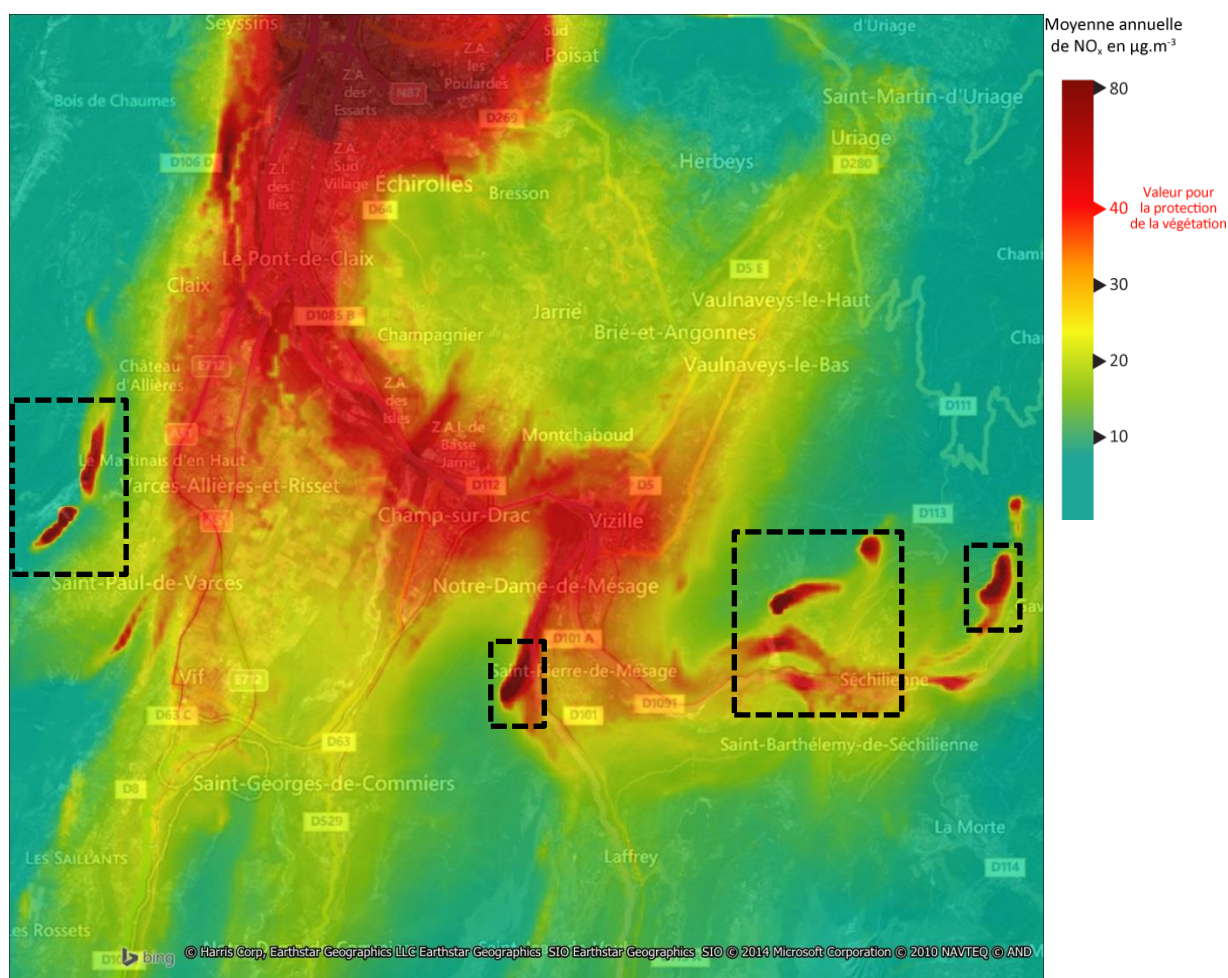 Moyenne annuelle
de NOx en µg.m-3
80
40
Valeur pour
la protection
de la végétation
30
20
10
Seyssins
Sud
d'Uriage
Poisat
Z.A.
les
Poulardes
Z.A.
des
Essarts
N87
Bois de Chaumes
Saint-Martin-d'Uriage
D269
Uriage
D106 D
Z.A.
Sud
Village
Herbeys
D280
Z.I.
des
Iles
Échirolles
Bresson
D64
Le Pont-de-Claix
D5 E
Claix
Vaulnaveys-le-Haut
D1085 B
Jarrié
Champagnier
Brié-et-Angonnes
Château
d'Allières
E712
Vaulnaveys-le-Bas
Z.A.
des
Isles
D111
Z.A.I. de
Basse
Jarrie
Montchaboud
Le Martinais d'en Haut
Varces-Allières-et-Risset
D112
D5
Champ-sur-Drac
Vizille
D113
Saint-Paul-de-Varces
Notre-Dame-de-Mésage
D101 A
Saint-Pierre-de-Mésage
Vif
E712
Séchilienne
D1091
D63 C
D101
D63
Saint-Barthélemy-de-Séchilienne
Saint-Georges-de-Commiers
D8
D529
La Morte
Les Saillants
Laffrey
D114
Les Rossets
bing
© Harris Corp, Earthstar Geographics LLC Earthstar Geographics SIO Earthstar Geographics SIO © 2014 Microsoft Corporation © 2010 NAVTEQ © AND